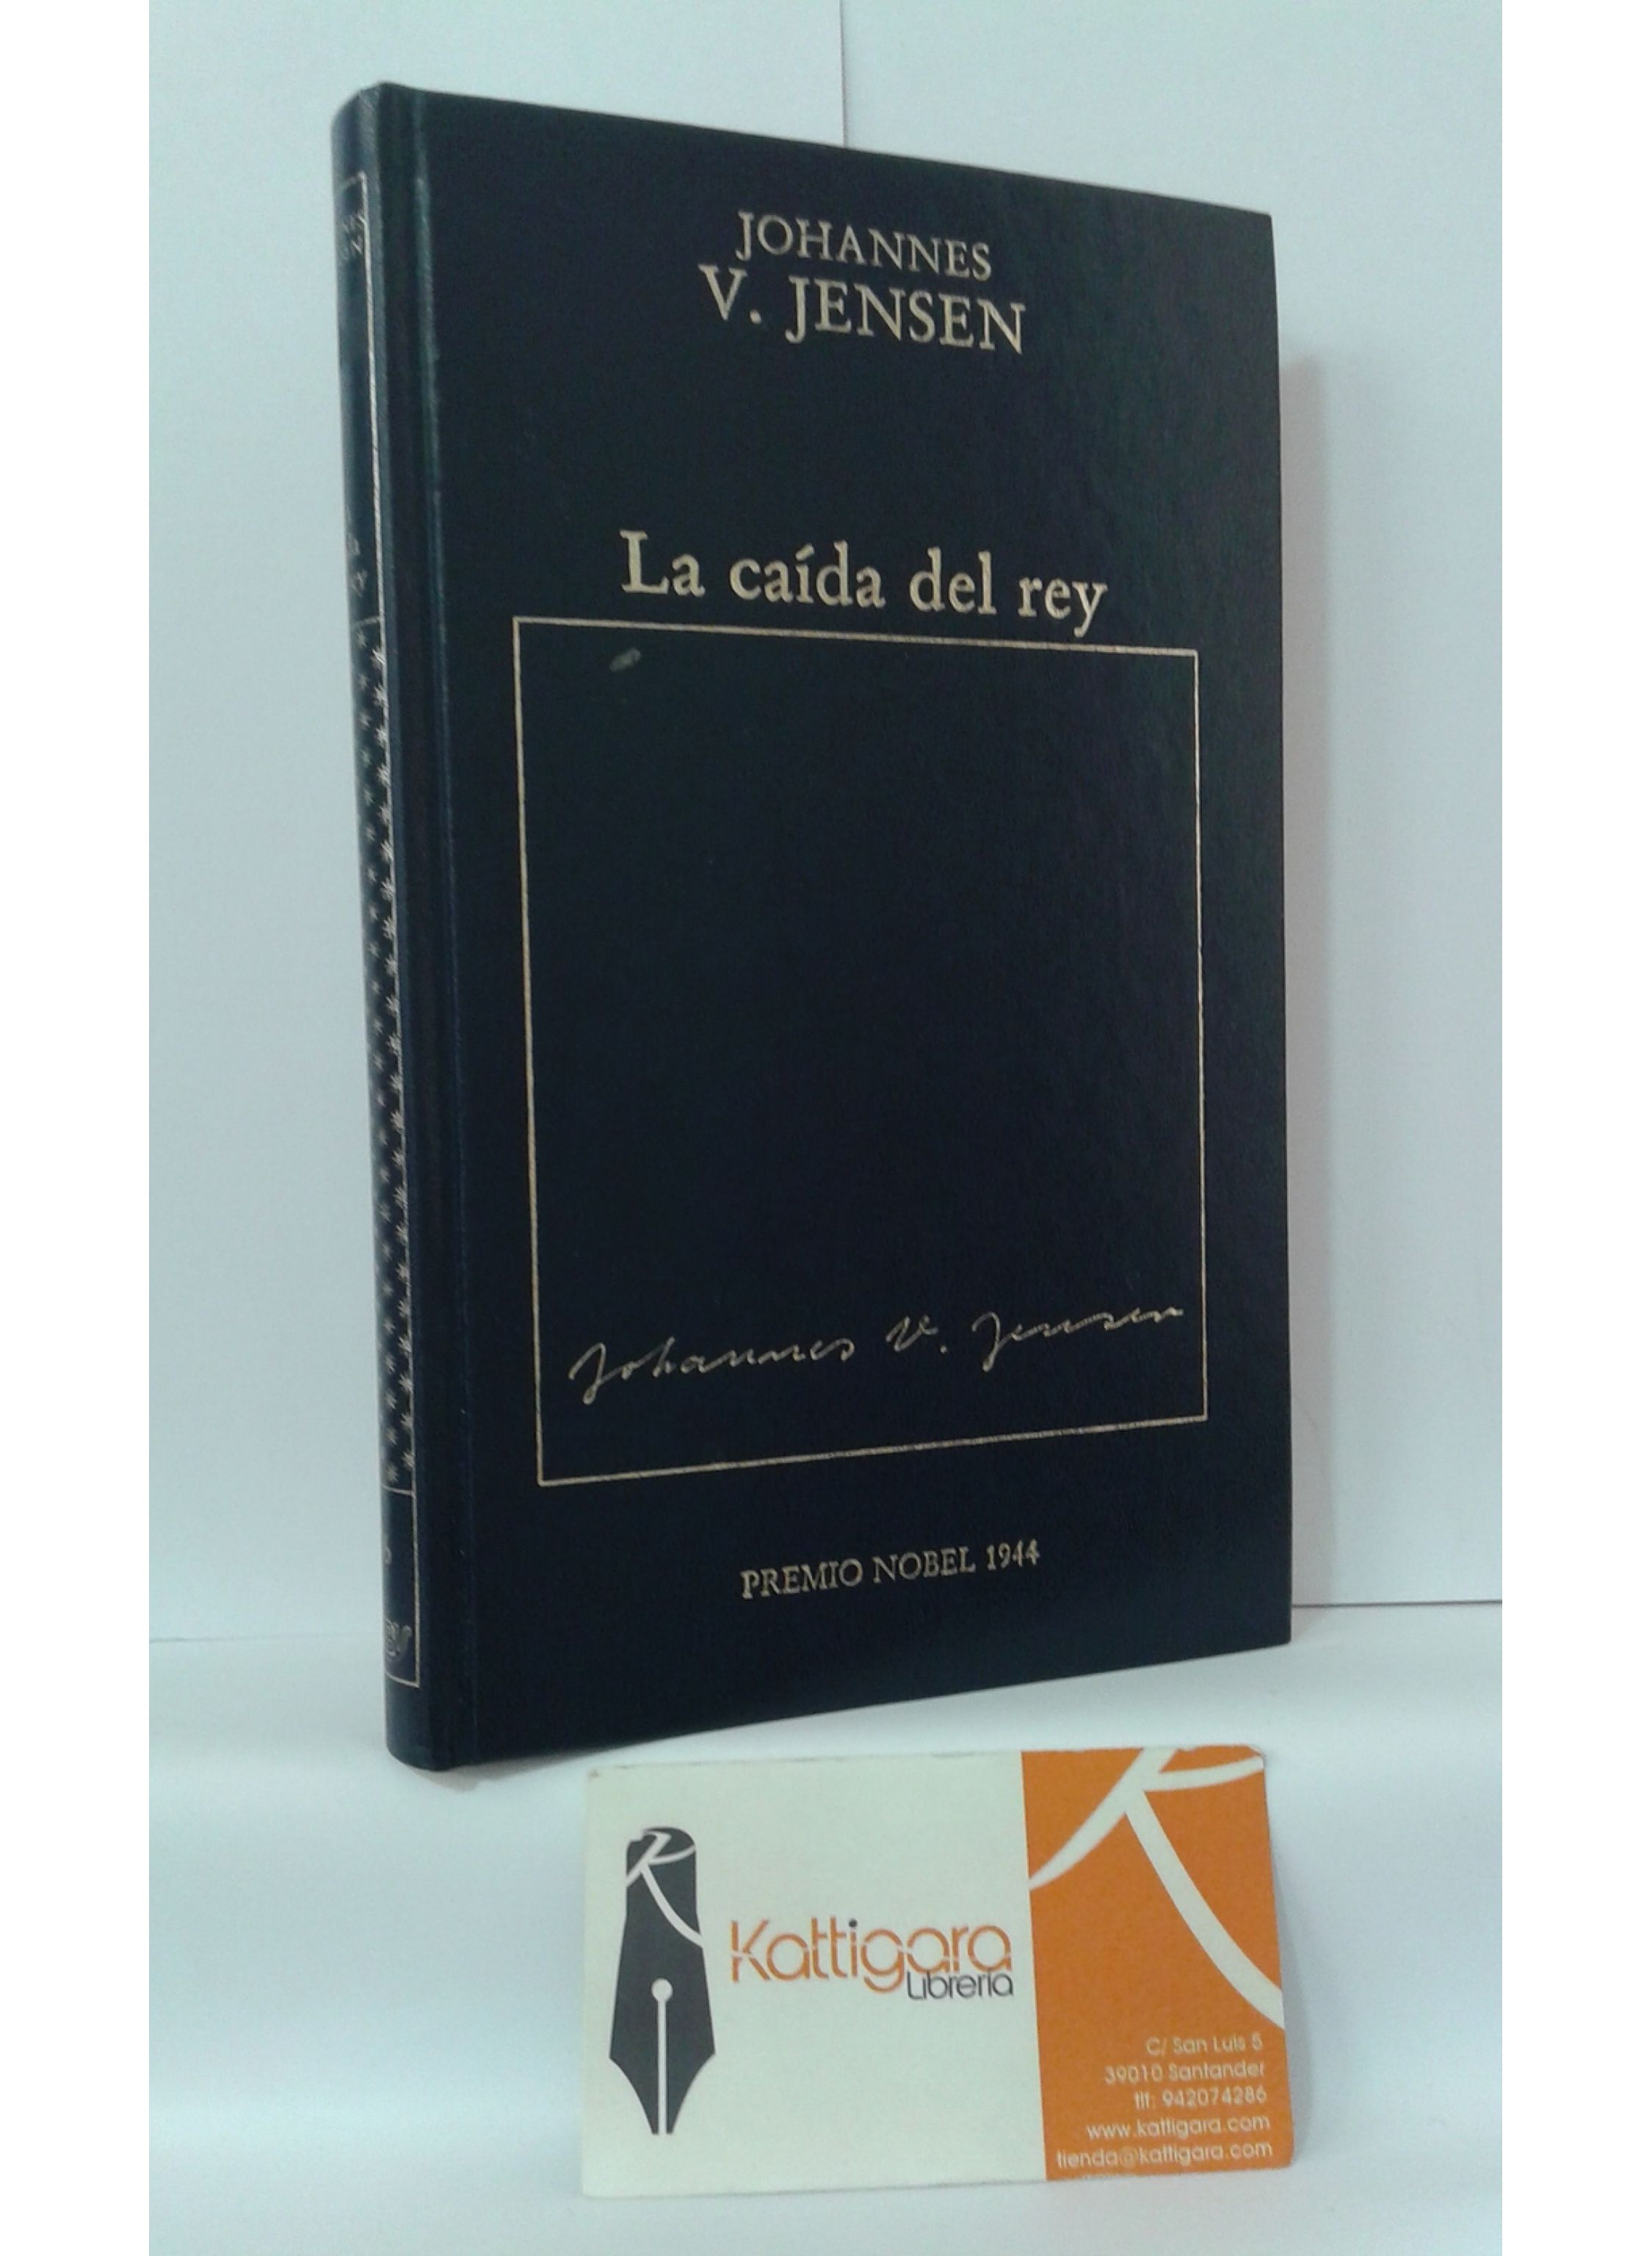 JOHANNES
V. JENSEN
La caída del rey
Johannes V. Jensen
PREMIO NOBEL 1944
Kattigara
Librería
C/ San Luis 5
39010 Santander
tlf: 942074286
www.kattigara.com
tienda@kattigara.com